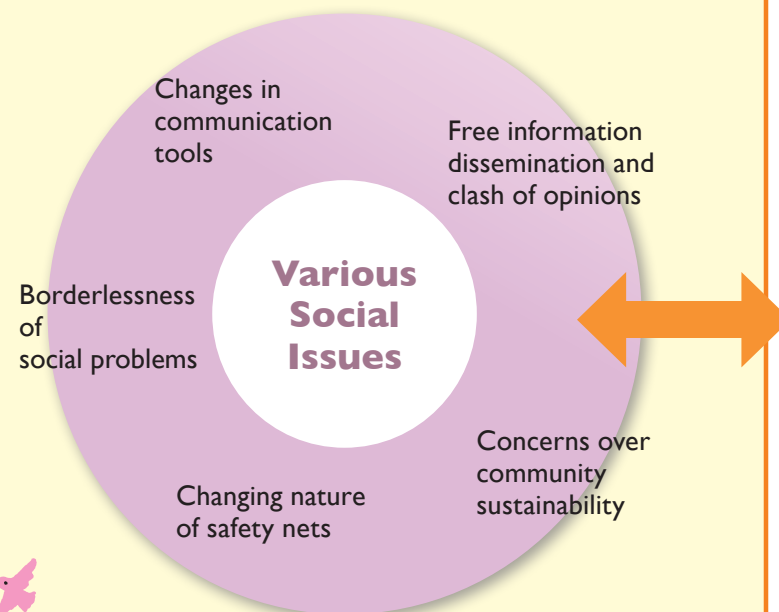 Changes in
communication
tools
Free information
dissemination and
clash of opinions
Various
Social
Issues
Borderlessness
of
social problems
Concerns over
community
sustainability
Changing nature
of safety nets